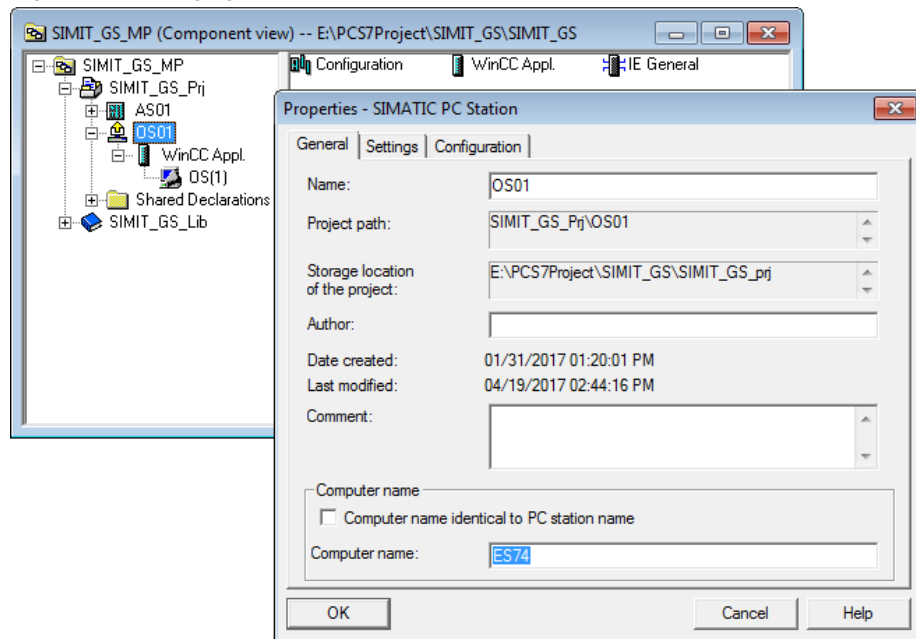 SIMIT_GS_MP (Component view) -- E:\PCS7Project\SIMIT_GS\SIMIT_GS
SIMIT_GS_MP
SIMIT_GS_Prj
AS01
OS01
WinCC Appl.
OS(1)
Shared Declarations
SIMIT_GS_Lib
Configuration WinCC Appl. IE General
Properties - SIMATIC PC Station
General Settings Configuration
Name: OS01
Project path: SIMIT_GS_Prj\OS01
Storage location
of the project: E:\PCS7Project\SIMIT_GS\SIMIT_GS_prj
Author:
Date created: 01/31/2017 01:20:01 PM
Last modified: 04/19/2017 02:44:16 PM
Comment:
Computer name
Computer name identical to PC station name
Computer name: ES74
OK Cancel Help